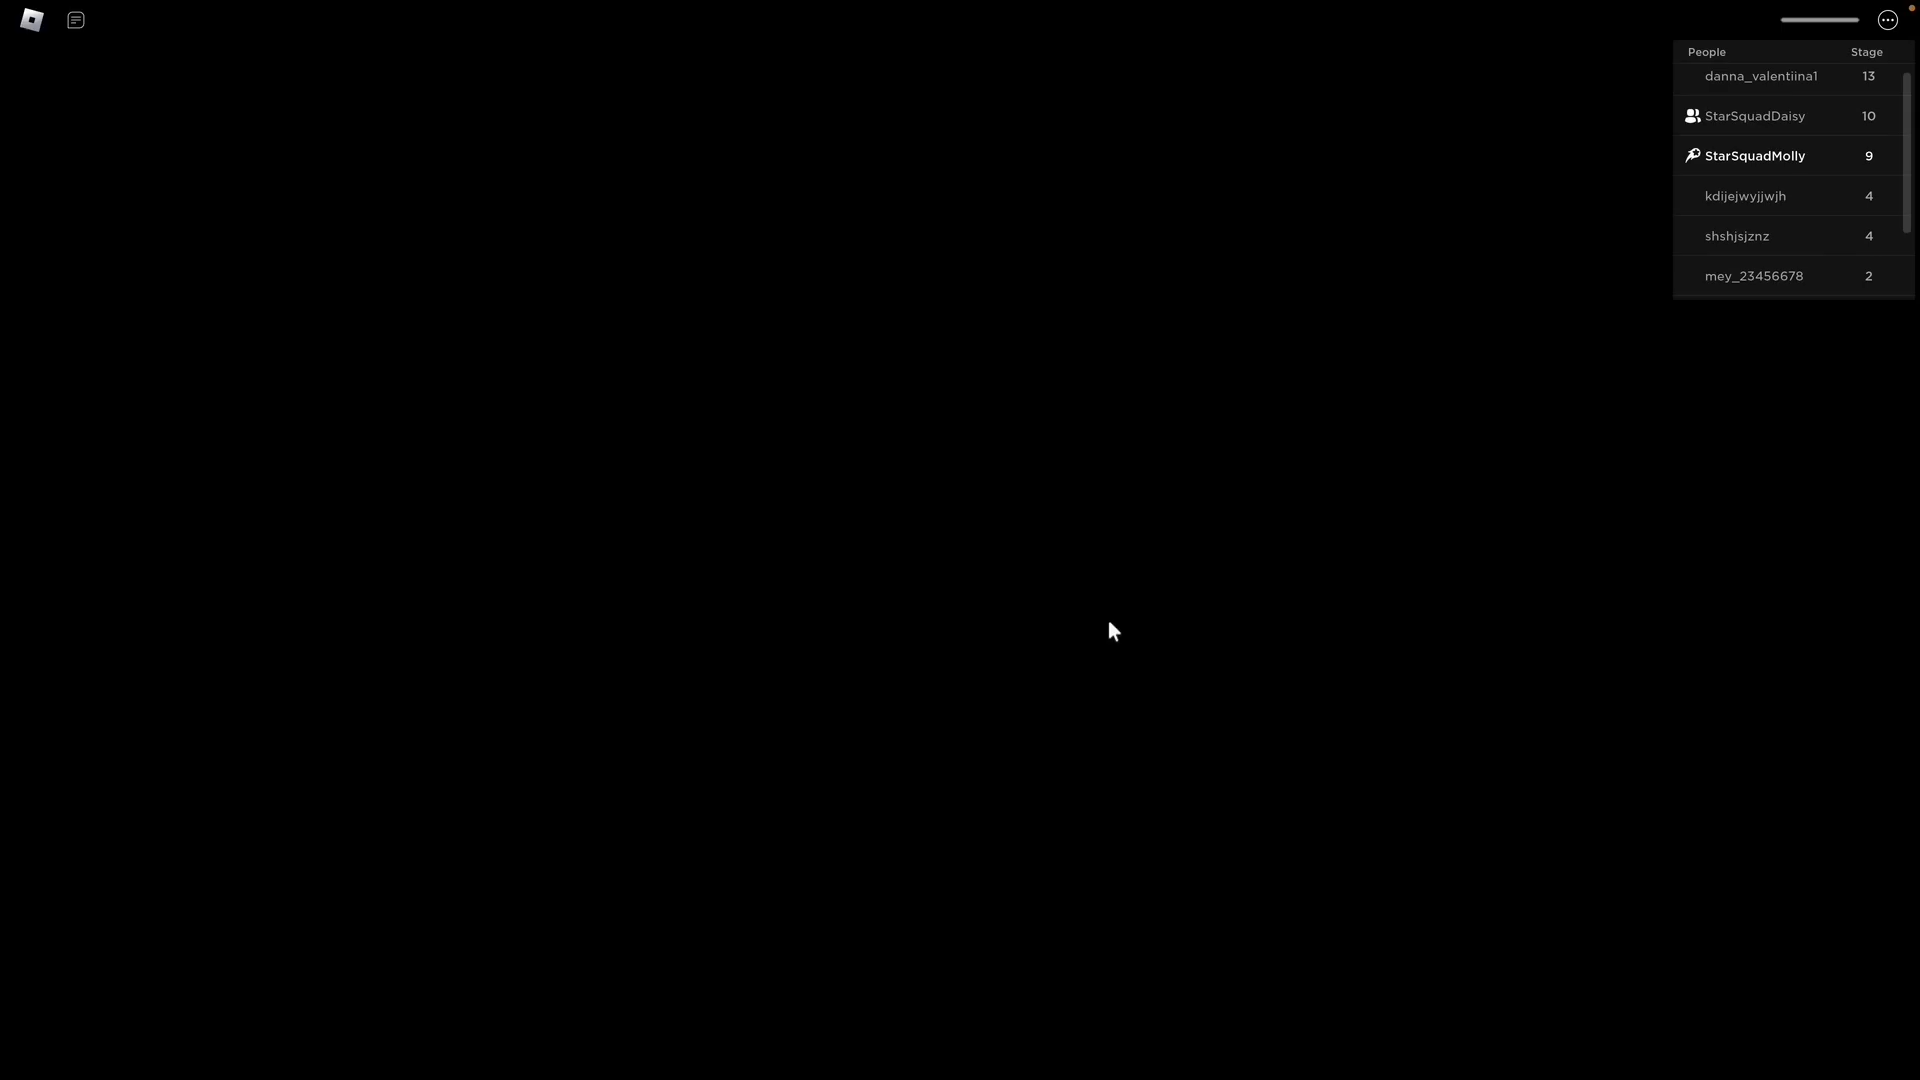 People Stage
danna_valentiina1 13
StarSquadDaisy 10
StarSquadMolly 9
kdijejwyjjwjh 4
shshjsjznz 4
mey_23456678 2